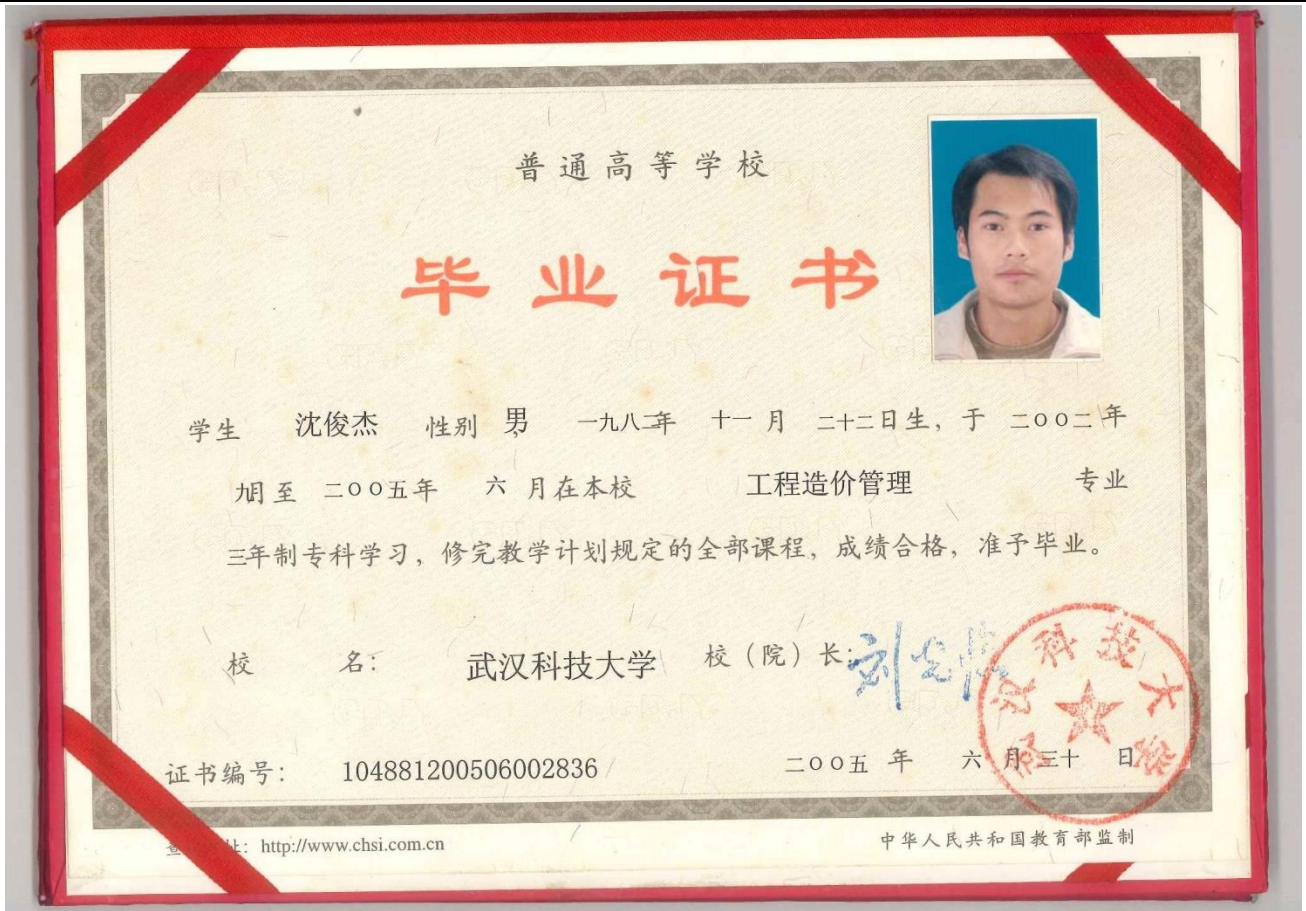 普通高等学校
毕业证书
学生 沈俊杰 性别 男, 一九八二年 十一月 二十二日生, 于 二〇〇二年
九月至 二〇〇五年 六月在本校 工程造价管理 专业
三年制专科学习, 修完教学计划规定的全部课程, 成绩合格, 准予毕业。
校 名: 武汉科技大学 校(院)长:
武汉科技大学
证书编号: 104881200506002836 二〇〇五年 六月三十日
http://www.chsi.com.cn 中华人民共和国教育部监制